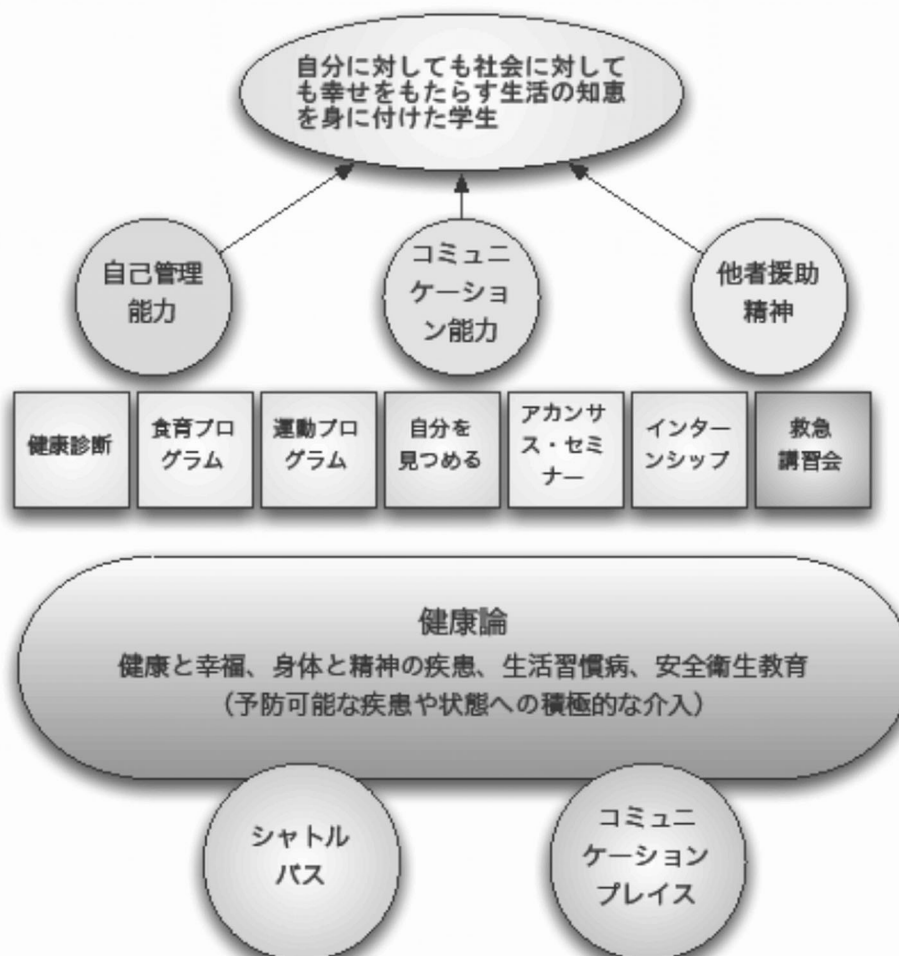 自分に対しても社会に対して
も幸せをもたらす生活の知恵
を身に付けた学生
自己管理
能力
コミュニ
ケーショ
ン能力
他者援助
精神
健康診断
食育プロ
グラム
運動プロ
グラム
自分を
見つめる
アカンサ
ス・セミ
ナー
インター
ンシップ
救急
講習会
健康論
健康と幸福、身体と精神の疾患、生活習慣病、安全衛生教育
（予防可能な疾患や状態への積極的な介入）
シャトル
バス
コミュニ
ケーション
プレイス